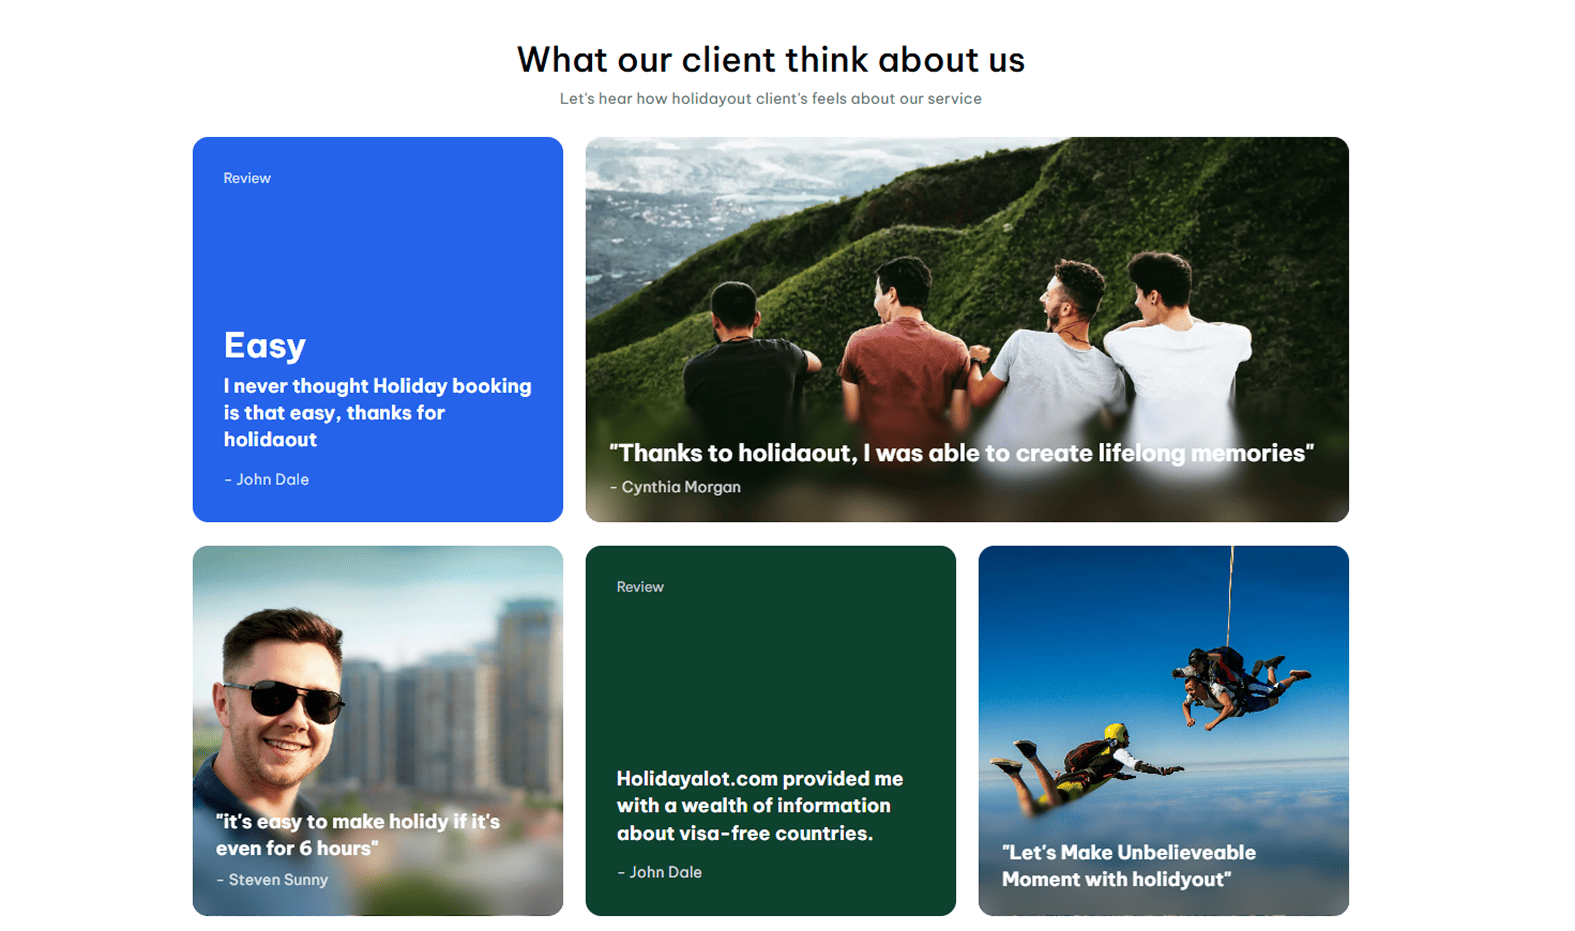 What our client think about us
Let's hear how holidayout client's feels about our service
Review
Easy
I never thought Holiday booking
is that easy, thanks for
holidaout
- John Dale
"Thanks to holidaout, I was able to create lifelong memories"
- Cynthia Morgan
"it's easy to make holidy if it's
even for 6 hours"
- Steven Sunny
Review
Holidayalot.com provided me
with a wealth of information
about visa-free countries.
- John Dale
"Let's Make Unbelieveable
Moment with holidyout"